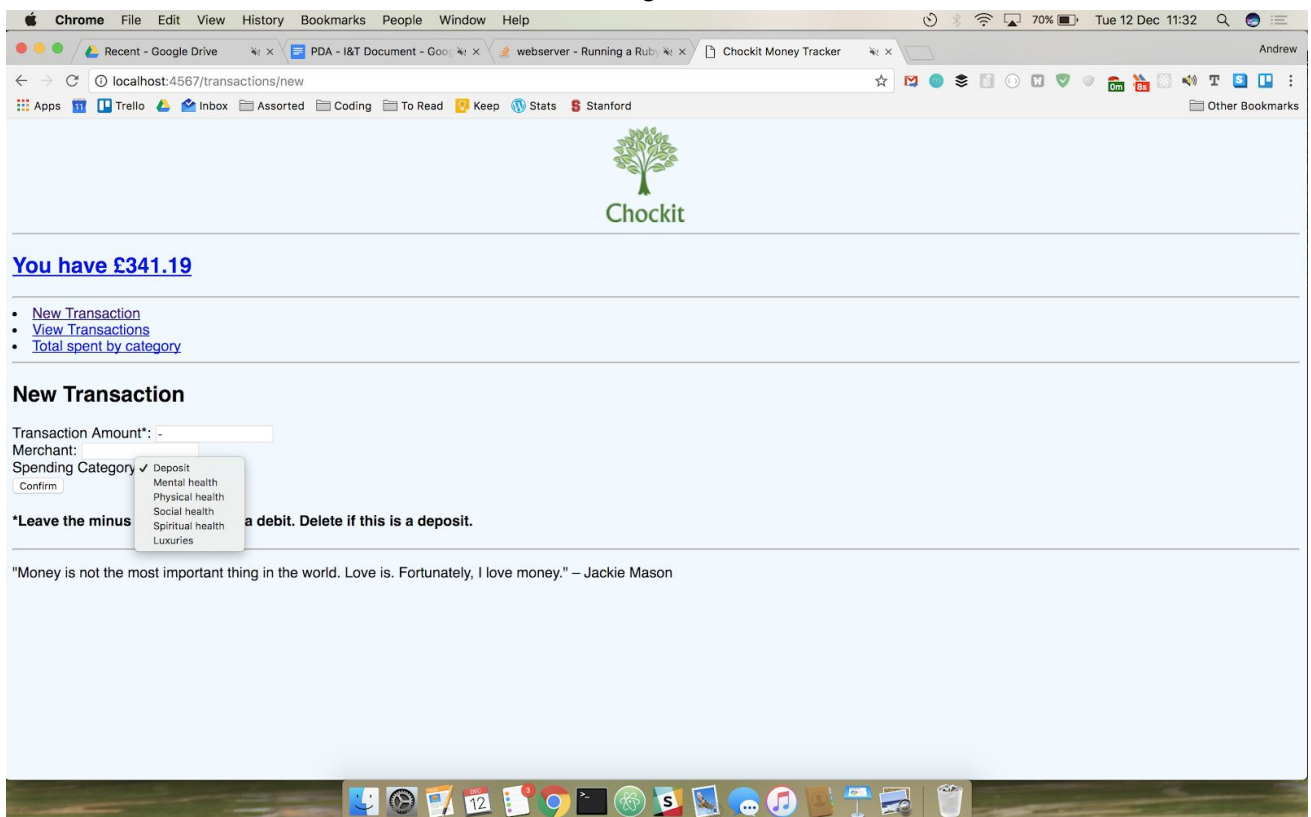 Chrome File Edit View History Bookmarks People Window Help 70% Tue 12 Dec 11:32
Recent - Google Drive PDA - I&T Document - Goo webserver - Running a Rub Chockit Money Tracker Andrew
localhost:4567/transactions/new
Apps 11 Trello Inbox Assorted Coding To Read Keep Stats S Stanford Other Bookmarks
Chockit
You have £341.19
• New Transaction
• View Transactions
• Total spent by category
New Transaction
Transaction Amount*: -
Merchant:
Spending Category ✓ Deposit
Mental health
Confirm
Physical health
Social health
*Leave the minus a debit. Delete if this is a deposit.
Spiritual health
Luxuries
"Money is not the most important thing in the world. Love is. Fortunately, I love money." – Jackie Mason
DEC
12
3
S